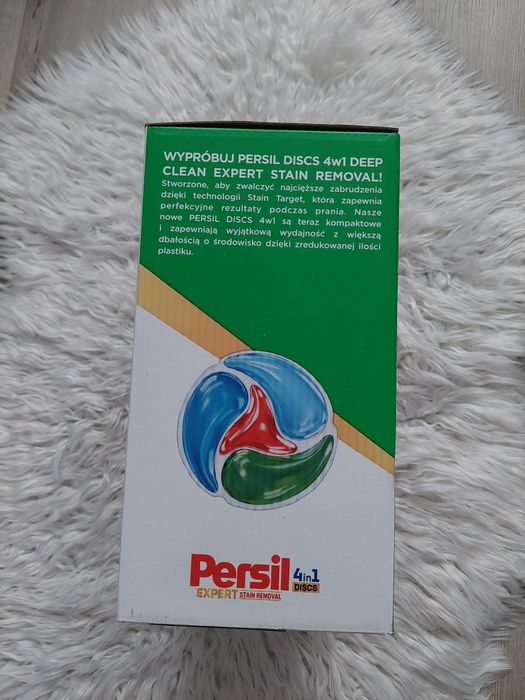 WYPRÓBUJ PERSIL DISCS 4w1 DEEP
CLEAN EXPERT STAIN REMOVAL!
Stworzone, aby zwalczyć najcięższe zabrudzenia
dzięki technologii Stain Target, która zapewnia
perfekcyjne rezultaty podczas prania. Nasze
nowe PERSIL DISCS 4w1 są teraz kompaktowe
i zapewniają wyjątkową wydajność z większą
dbałością o środowisko dzięki zredukowanej ilości
plastiku.
Persil 4in1
EXPERT STAIN REMOVAL DISCS